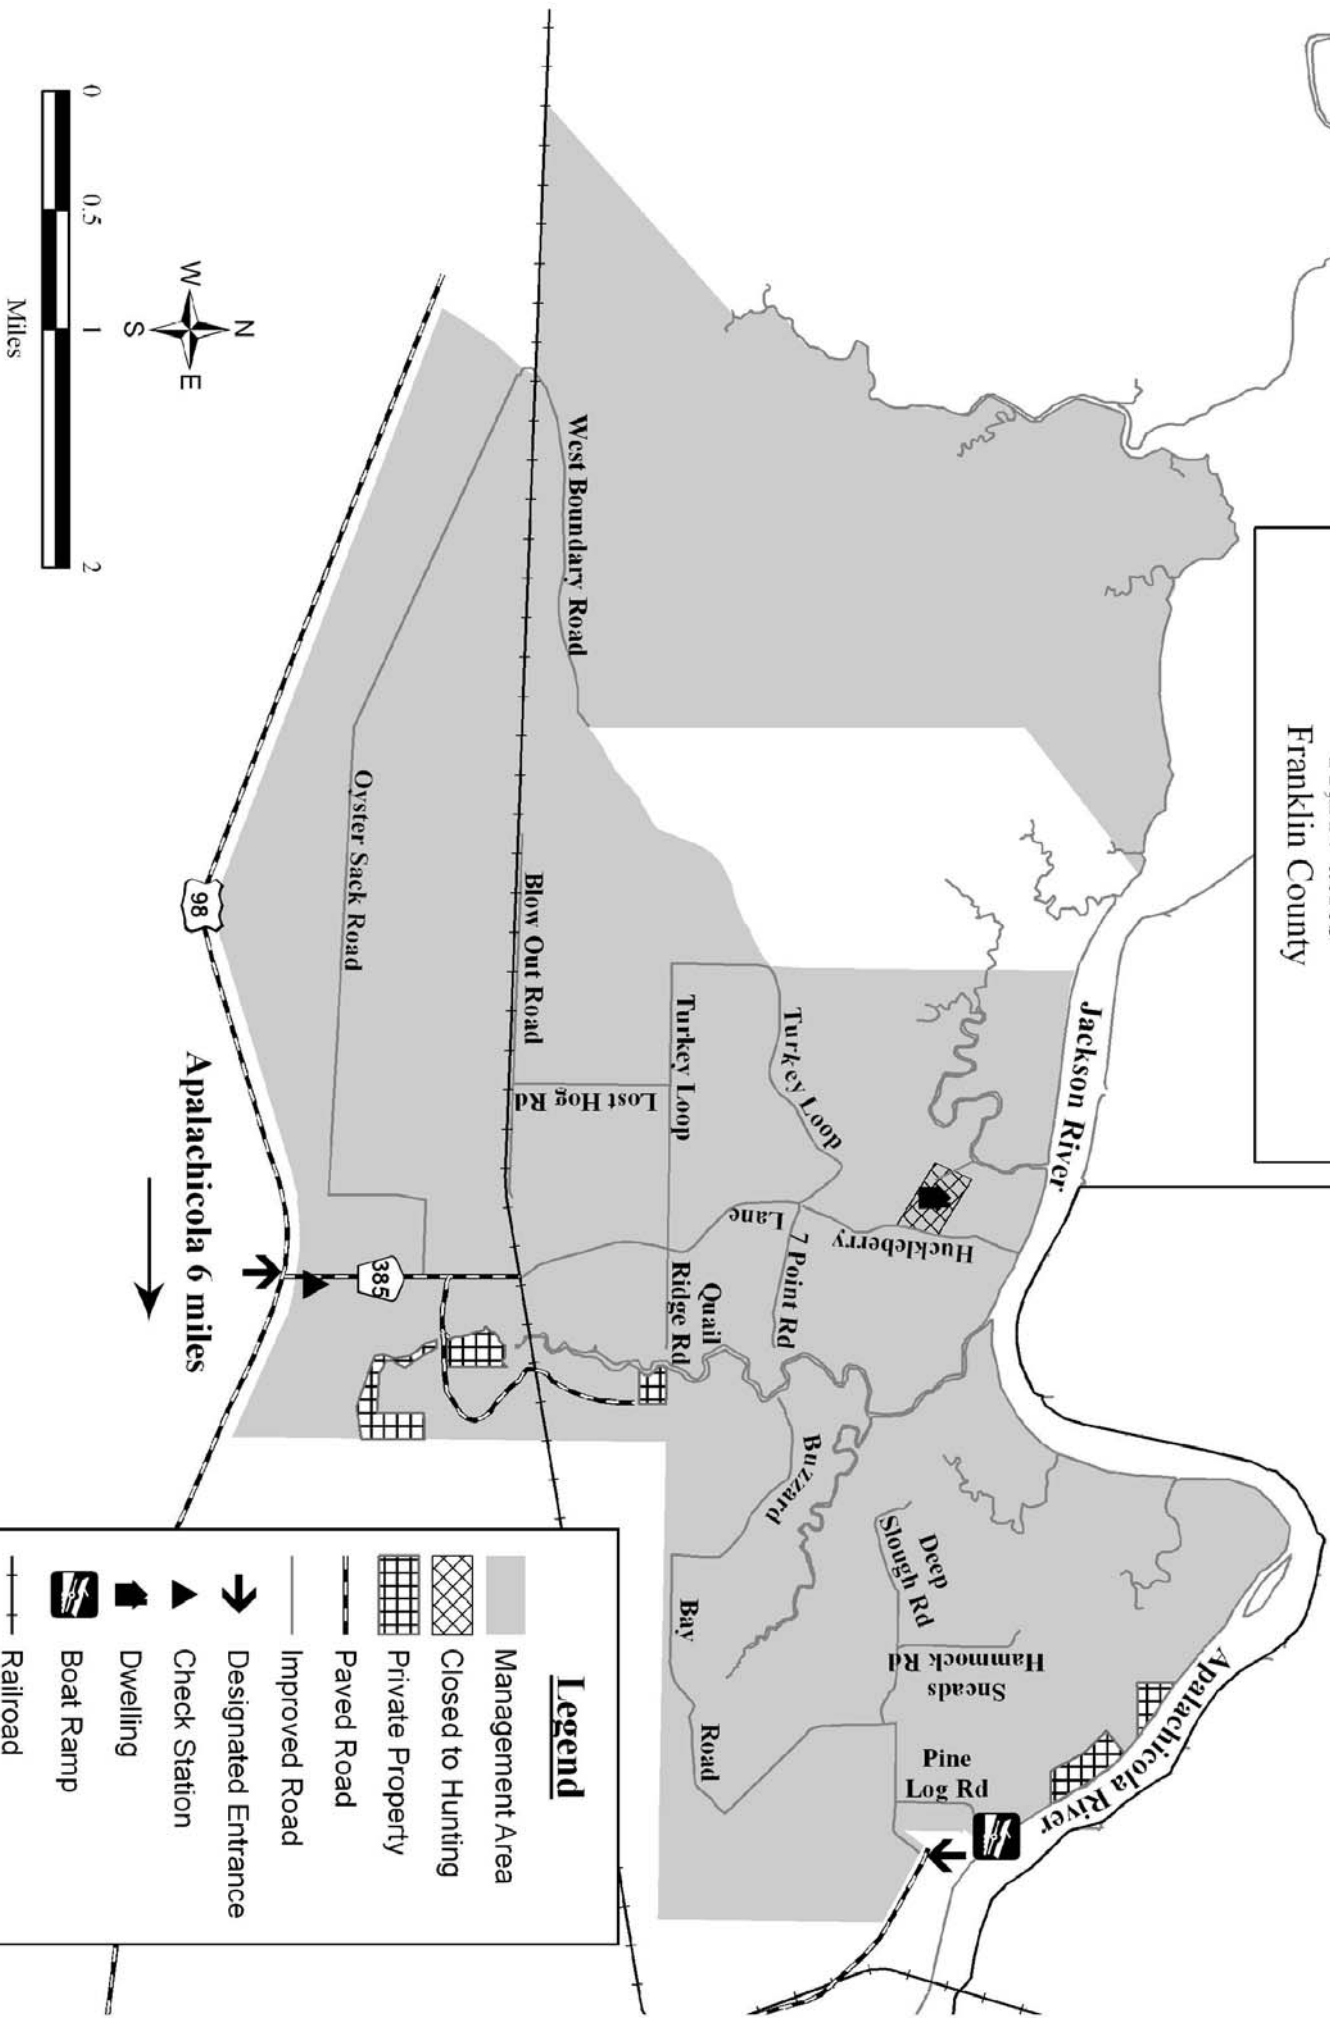 Franklin County
Jackson River
Apalachicola River
West Boundary Road
Oyster Sack Road
Blow Out Road
Turkey Loop
Turkey Loop
Lost Hog Rd
Huckleberry
Lane
7 Point Rd
Quail
Ridge Rd
Buzzard
Bay
Road
Deep
Slough Rd
Sneads
Hammock Rd
Pine
Log Rd
98
385
Apalachicola 6 miles
N
W
E
S
0
0.5
1
2
Miles
Legend
Management Area
Closed to Hunting
Private Property
Paved Road
Improved Road
Designated Entrance
Check Station
Dwelling
Boat Ramp
Railroad